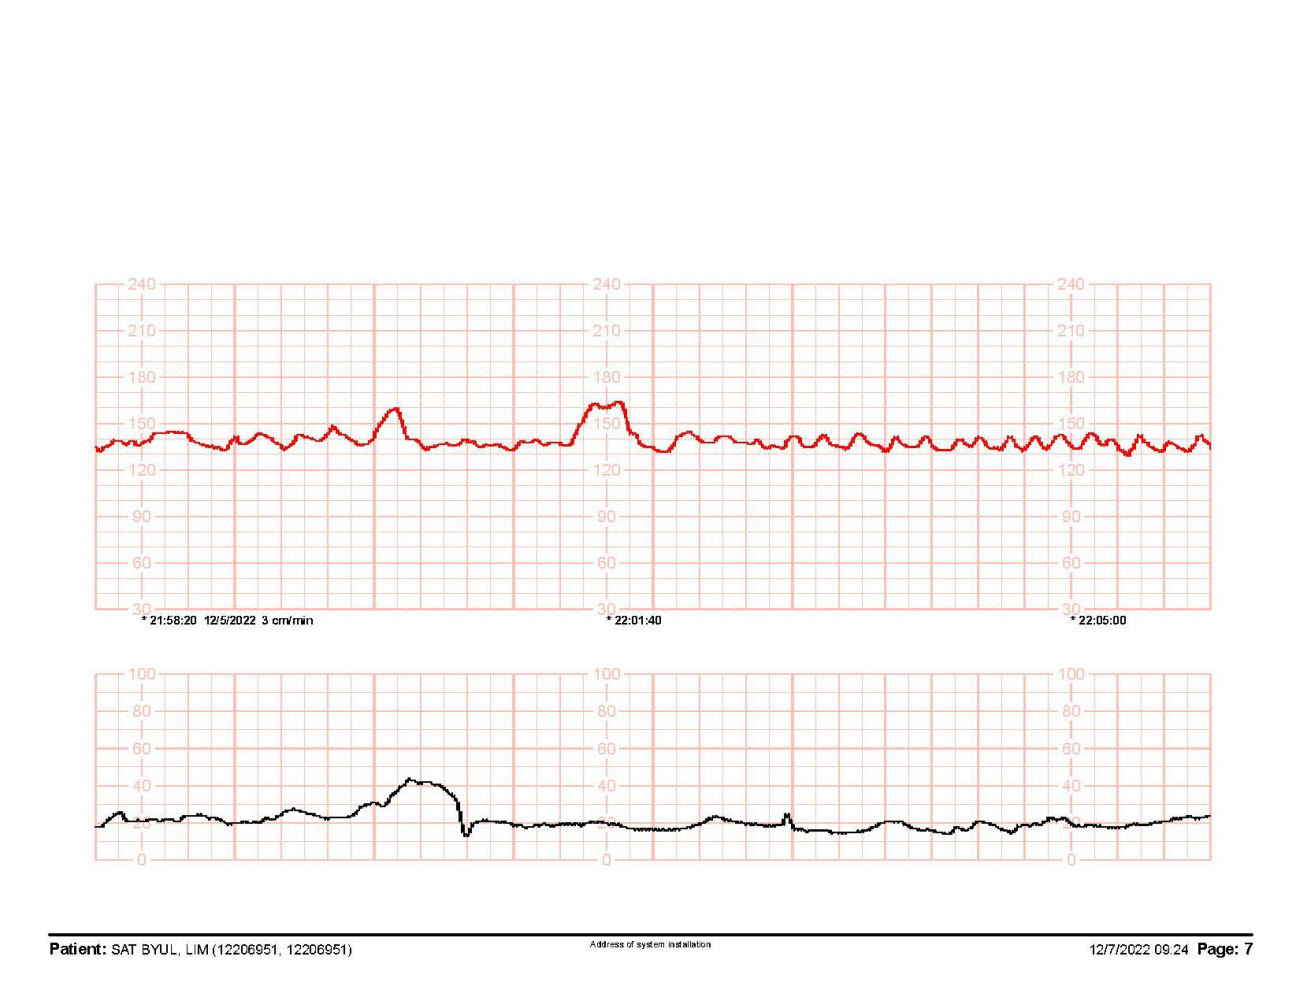 240 240 240
210 210 210
180 180 180
150 150 150
120 120 120
90 90 90
60 60 60
30 30 30
* 21:58:20 12/5/2022 3 cm/min * 22:01:40 * 22:05:00
100 100 100
80 80 80
60 60 60
40 40 40
20 20 20
0 0 0
Patient: SAT BYUL, LIM (12206951, 12206951) Address of system installation 12/7/2022 09:24 Page: 7